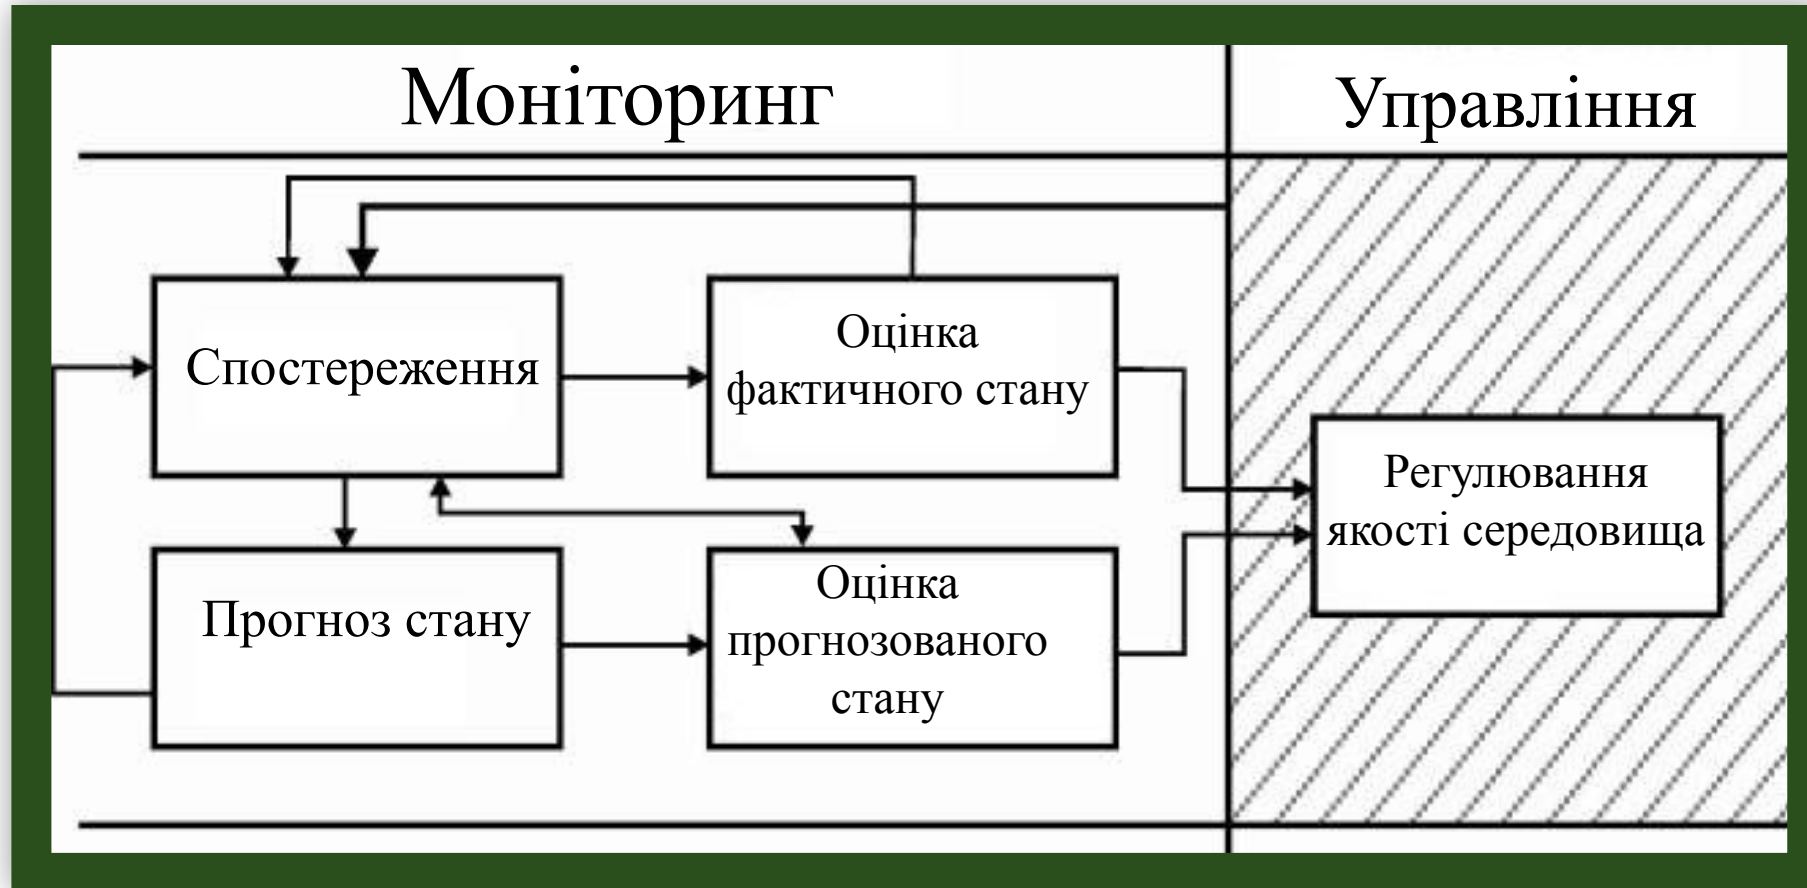 Моніторинг
Управління
Спостереження
Оцінка
фактичного стану
Регулювання
якості середовища
Прогноз стану
Оцінка
прогнозованого
стану